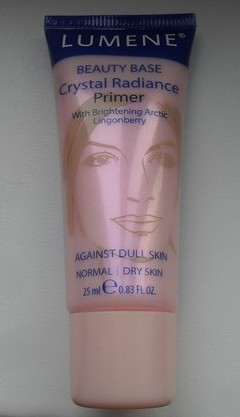 LUMENE®
BEAUTY BASE
Crystal Radiance
Primer
With Brightening Arctic
Lingonberry
AGAINST DULL SKIN
NORMAL | DRY SKIN
25 ml ℮ 0.83 FL.OZ.